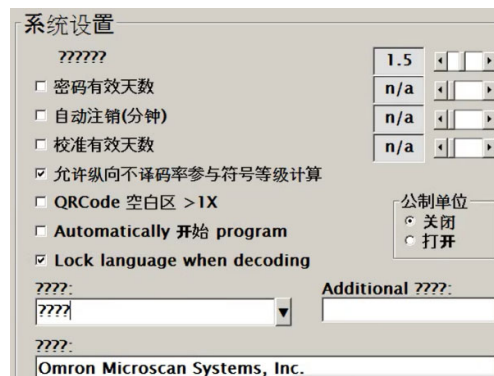 系统设置
?????? 1.5
密码有效天数 n/a
自动注销(分钟) n/a
校准有效天数 n/a
允许纵向不译码率参与符号等级计算
QRCode 空白区 >1X
公制单位
关闭
打开
Automatically 开始 program
Lock language when decoding
????:
????
Additional ????:
????:
Omron Microscan Systems, Inc.